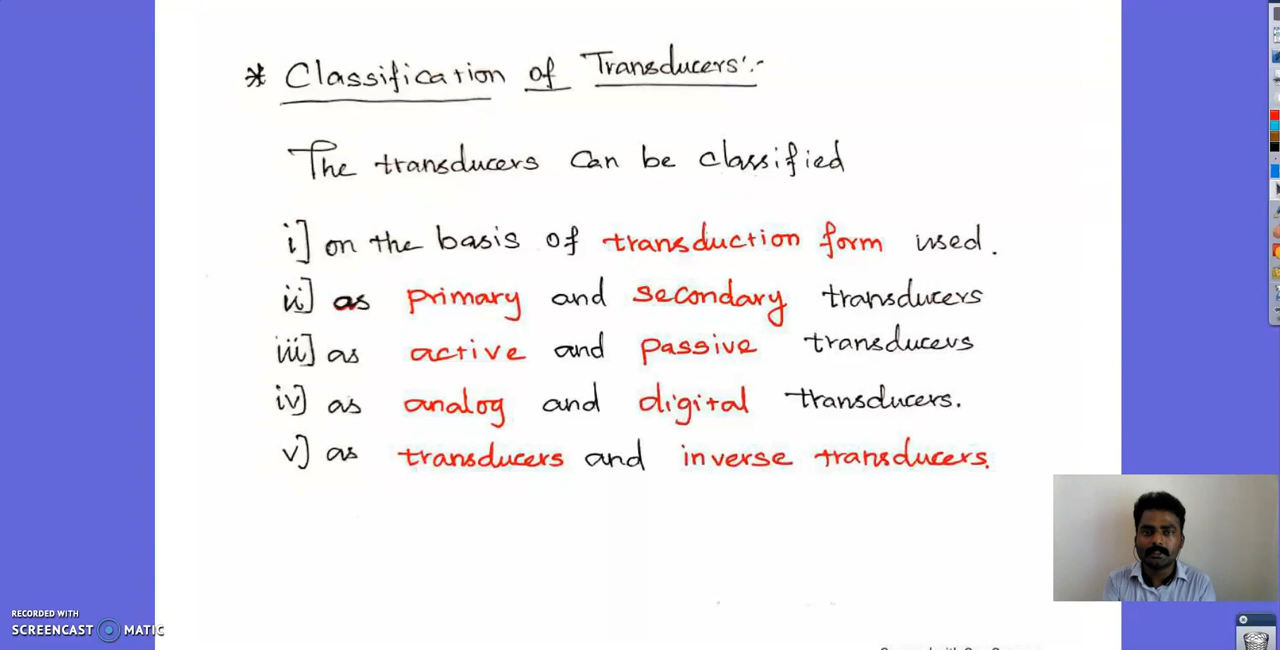 * Classification of Transducers :-
The transducers can be classified
i] on the basis of transduction form used.
ii] as primary and secondary transducers
iii] as active and passive transducers
iv) as analog and digital transducers.
v) as transducers and inverse transducers.
RECORDED WITH
SCREENCAST MATIC